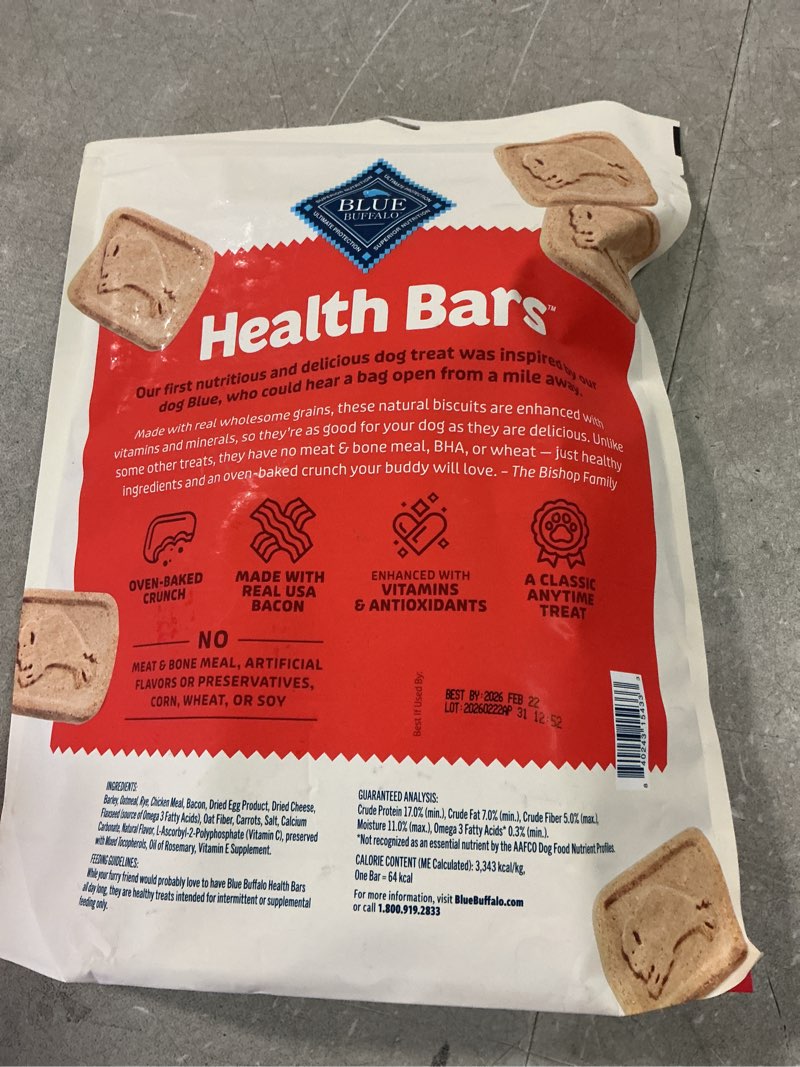 SUPERIOR NUTRITION
ULTIMATE PROTECTION
BLUE
BUFFALO
ULTIMATE PROTECTION
SUPERIOR NUTRITION
Health Bars™
Our first nutritious and delicious dog treat was inspired by our
dog Blue, who could hear a bag open from a mile away.
Made with real wholesome grains, these natural biscuits are enhanced with
vitamins and minerals, so they're as good for your dog as they are delicious. Unlike
some other treats, they have no meat & bone meal, BHA, or wheat — just healthy
ingredients and an oven-baked crunch your buddy will love. – The Bishop Family
OVEN-BAKED
CRUNCH
MADE WITH
REAL USA
BACON
ENHANCED WITH
VITAMINS
& ANTIOXIDANTS
A CLASSIC
ANYTIME
TREAT
NO
MEAT & BONE MEAL, ARTIFICIAL
FLAVORS OR PRESERVATIVES,
CORN, WHEAT, OR SOY
Best If Used By:
BEST BY 2026 FEB 22
LOT 20260222AP 31 12:52
8 40243 15433 3
INGREDIENTS:
Barley, Oatmeal, Rye, Chicken Meal, Bacon, Dried Egg Product, Dried Cheese,
Flaxseed (source of Omega 3 Fatty Acids), Oat Fiber, Carrots, Salt, Calcium
Carbonate, Natural Flavor, L-Ascorbyl-2-Polyphosphate (Vitamin C), preserved
with Mixed Tocopherols, Oil of Rosemary, Vitamin E Supplement.
FEEDING GUIDELINES:
While your furry friend would probably love to have Blue Buffalo Health Bars
all day long, they are healthy treats intended for intermittent or supplemental
feeding only.
GUARANTEED ANALYSIS:
Crude Protein 17.0% (min.), Crude Fat 7.0% (min.), Crude Fiber 5.0% (max.)
Moisture 11.0% (max.), Omega 3 Fatty Acids* 0.3% (min.).
*Not recognized as an essential nutrient by the AAFCO Dog Food Nutrient Profiles.
CALORIE CONTENT (ME Calculated): 3,343 kcal/kg,
One Bar = 64 kcal
For more information, visit BlueBuffalo.com
or call 1.800.919.2833